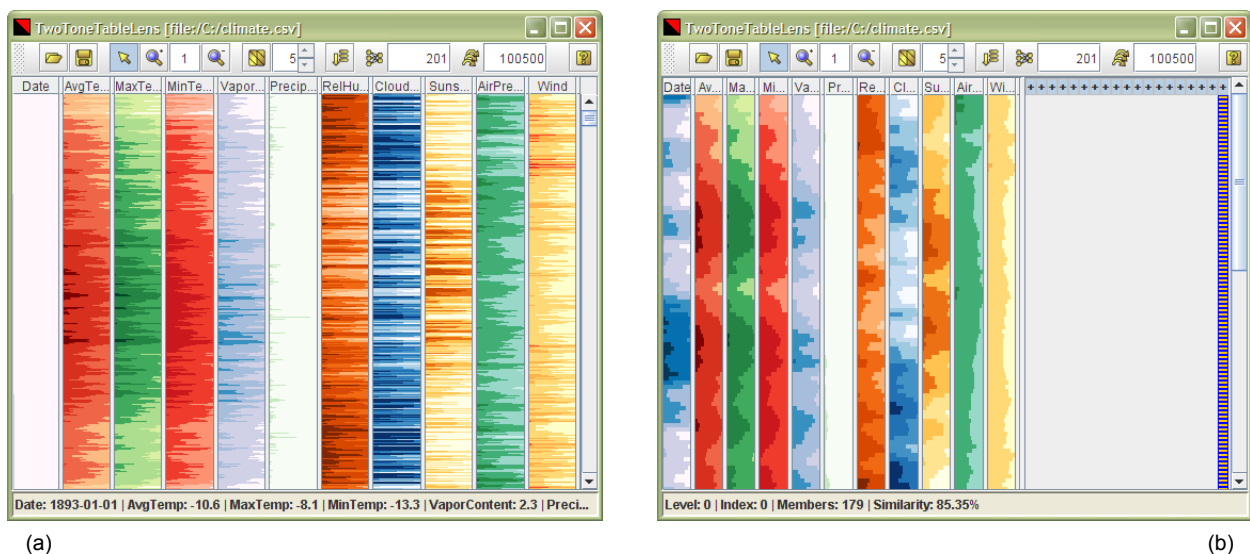 TwoToneTableLens [file:/C:/climate.csv]
1 5 201 100500
Date AvgTe... MaxTe... MinTe... Vapor... Precip... RelHu... Cloud... Suns... AirPre... Wind
Date: 1893-01-01 | AvgTemp: -10.6 | MaxTemp: -8.1 | MinTemp: -13.3 | VaporContent: 2.3 | Preci...
(a)
TwoToneTableLens [file:/C:/climate.csv]
1 5 201 100500
Date Av... Ma... Mi... Va... Pr... Re... Cl... Su... Air... Wi... + + + + + + + + + + + + + + + + +
Level: 0 | Index: 0 | Members: 179 | Similarity: 85.35%
(b)